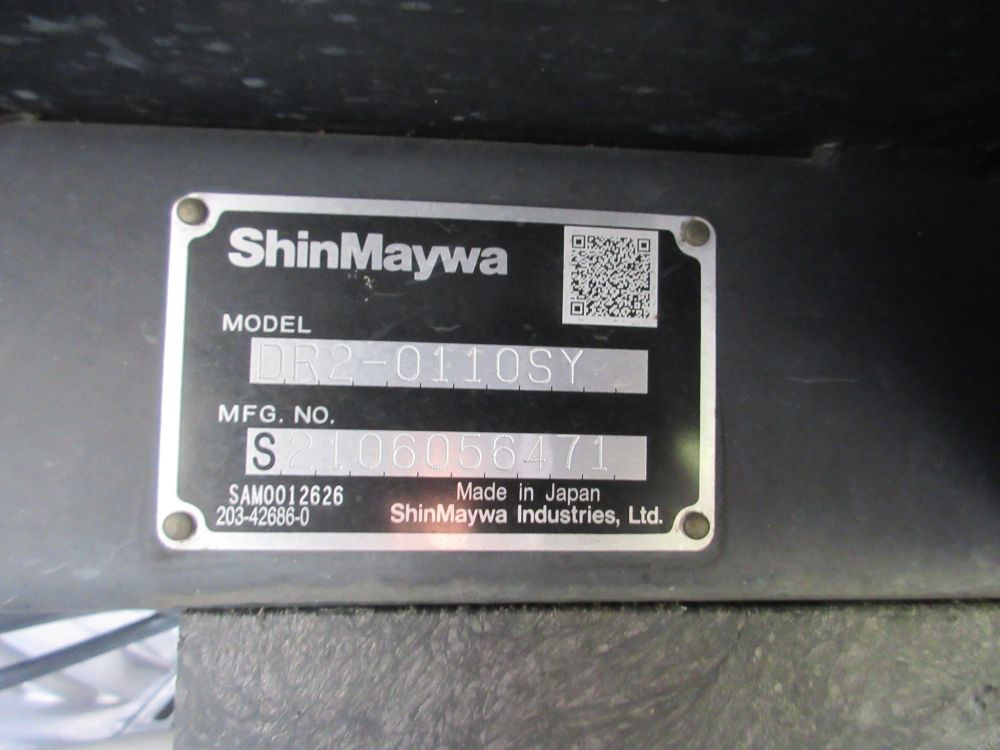 ShinMaywa
MODEL
DR2-0110SY
MFG. NO.
S2106056471
SAM0012626
Made in Japan
203-42686-0
ShinMaywa Industries, Ltd.